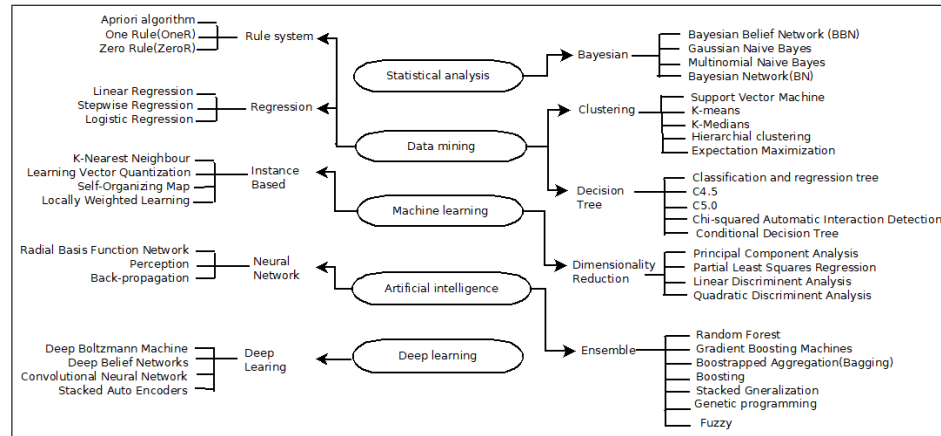 Apriori algorithm
One Rule(OneR)
Zero Rule(ZeroR)
Rule system
Linear Regression
Stepwise Regression
Logistic Regression
Regression
K-Nearest Neighbour
Learning Vector Quantization
Self-Organizing Map
Locally Weighted Learning
Instance
Based
Radial Basis Function Network
Perception
Back-propagation
Neural
Network
Deep Boltzmann Machine
Deep Belief Networks
Convolutional Neural Network
Stacked Auto Encoders
Deep
Learing
Statistical analysis
Data mining
Machine learning
Artificial intelligence
Deep learning
Bayesian
Bayesian Belief Network (BBN)
Gaussian Naive Bayes
Multinomial Naive Bayes
Bayesian Network(BN)
Clustering
Support Vector Machine
K-means
K-Medians
Hierarchial clustering
Expectation Maximization
Decision
Tree
Classification and regression tree
C4.5
C5.0
Chi-squared Automatic Interaction Detection
Conditional Decision Tree
Dimensionality
Reduction
Principal Component Analysis
Partial Least Squares Regression
Linear Discriminent Analysis
Quadratic Discriminent Analysis
Ensemble
Random Forest
Gradient Boosting Machines
Boostrapped Aggregation(Bagging)
Boosting
Stacked Gneralization
Genetic programming
Fuzzy